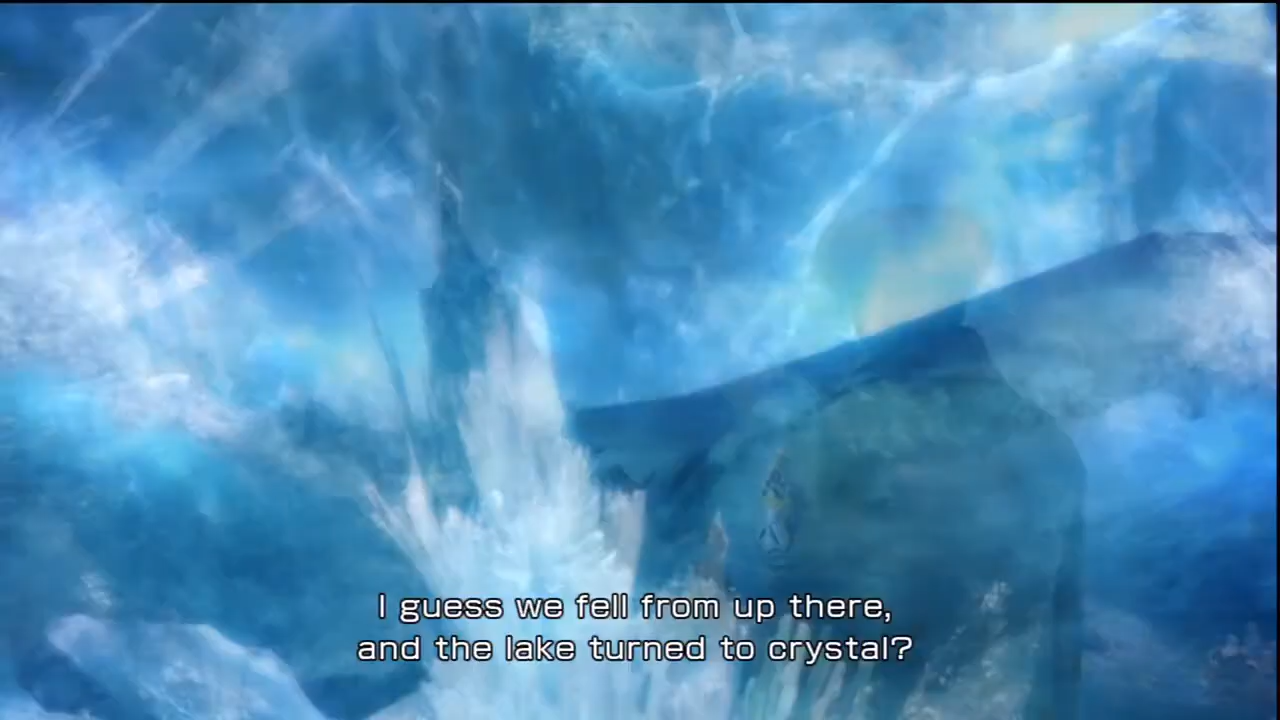 I guess we fell from up there,
and the lake turned to crystal?